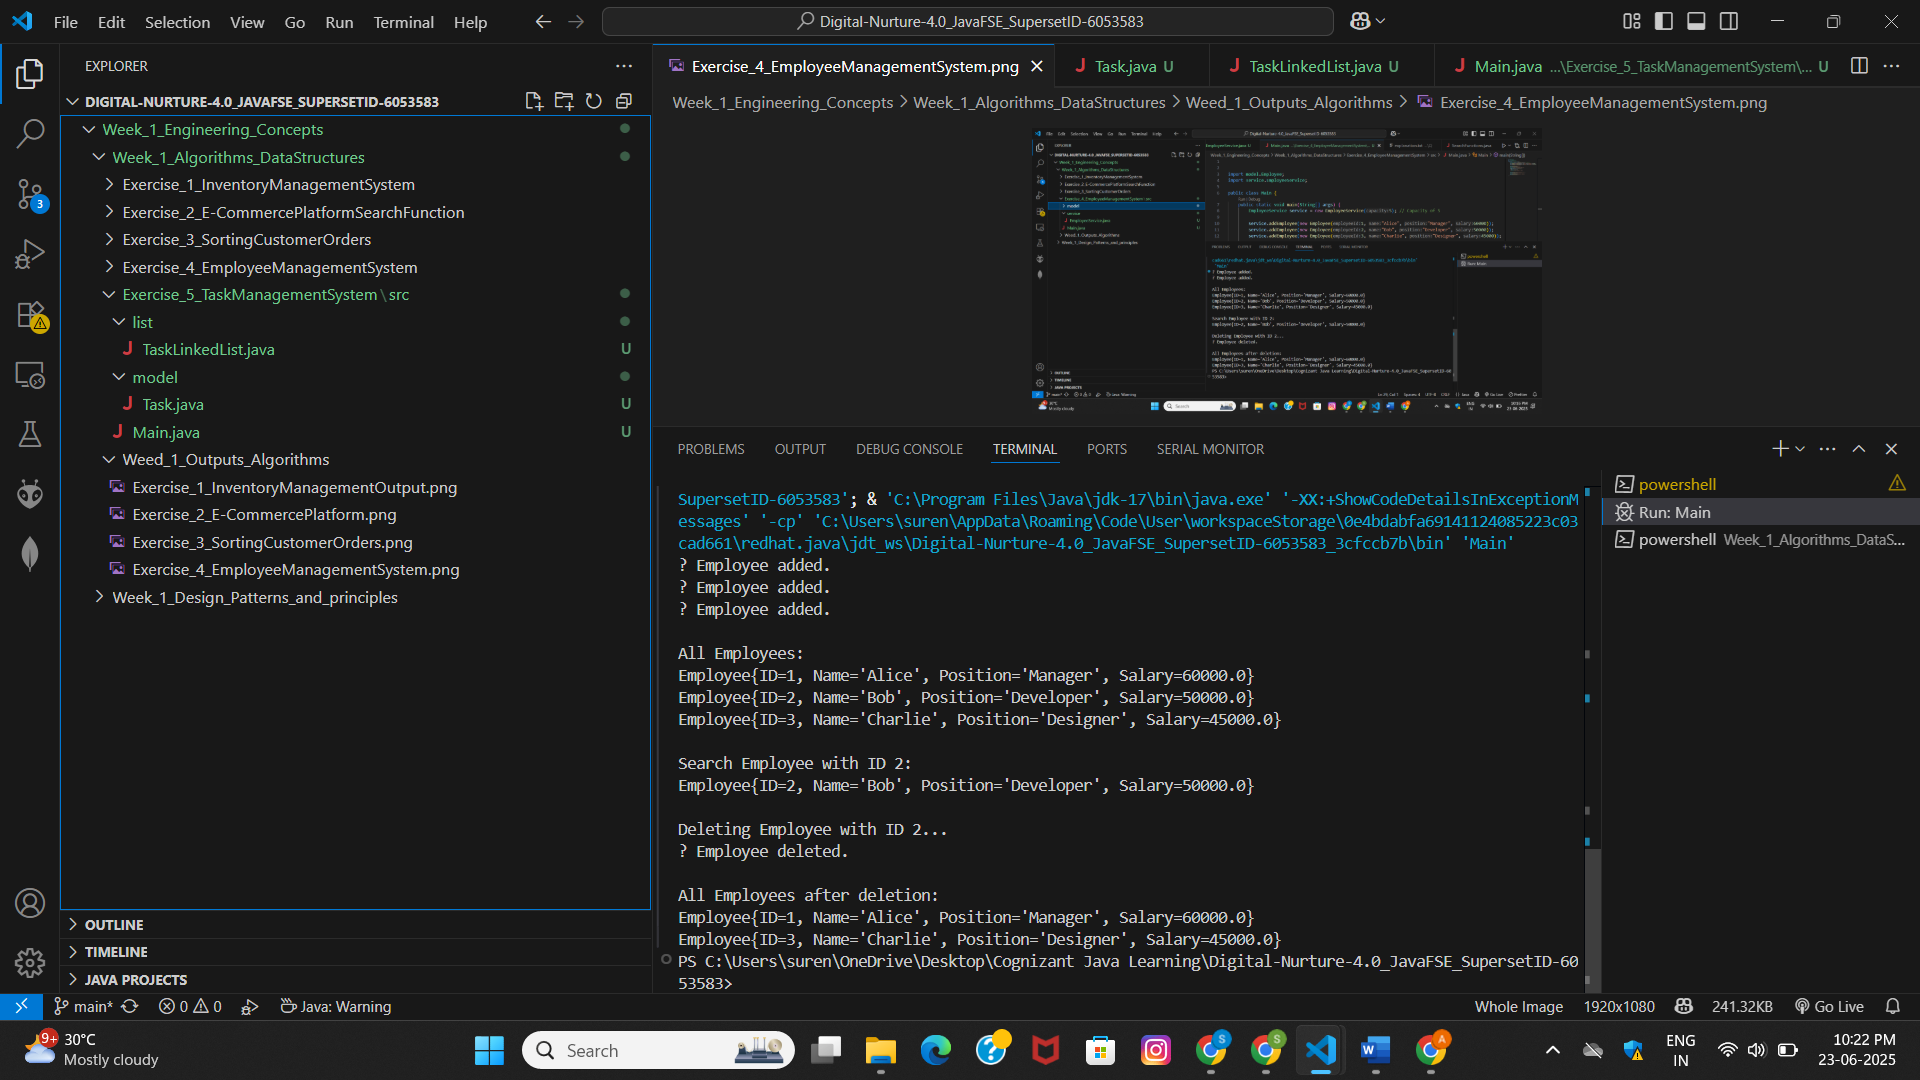 File Edit Selection View Go Run Terminal Help
Digital-Nurture-4.0_JavaFSE_SupersetID-6053583
EXPLORER
DIGITAL-NURTURE-4.0_JAVAFSE_SUPERSETID-6053583
Week_1_Engineering_Concepts
Week_1_Algorithms_DataStructures
Exercise_1_InventoryManagementSystem
Exercise_2_E-CommercePlatformSearchFunction
Exercise_3_SortingCustomerOrders
Exercise_4_EmployeeManagementSystem
Exercise_5_TaskManagementSystem\src
list
TaskLinkedList.java U
model
Task.java U
Main.java U
Weed_1_Outputs_Algorithms
Exercise_1_InventoryManagementOutput.png
Exercise_2_E-CommercePlatform.png
Exercise_3_SortingCustomerOrders.png
Exercise_4_EmployeeManagementSystem.png
Week_1_Design_Patterns_and_principles
OUTLINE
TIMELINE
JAVA PROJECTS
3
Exercise_4_EmployeeManagementSystem.png
Task.java U
TaskLinkedList.java U
Main.java ...\Exercise_5_TaskManagementSystem\... U
Week_1_Engineering_Concepts > Week_1_Algorithms_DataStructures > Weed_1_Outputs_Algorithms > Exercise_4_EmployeeManagementSystem.png
PROBLEMS OUTPUT DEBUG CONSOLE TERMINAL PORTS SERIAL MONITOR
SupersetID-6053583'; & 'C:\Program Files\Java\jdk-17\bin\java.exe' '-XX:+ShowCodeDetailsInExceptionM
essages' '-cp' 'C:\Users\suren\AppData\Roaming\Code\User\workspaceStorage\0e4bdabfa69141124085223c03
cad661\redhat.java\jdt_ws\Digital-Nurture-4.0_JavaFSE_SupersetID-6053583_3cfccb7b\bin' 'Main'
? Employee added.
? Employee added.
? Employee added.
All Employees:
Employee{ID=1, Name='Alice', Position='Manager', Salary=60000.0}
Employee{ID=2, Name='Bob', Position='Developer', Salary=50000.0}
Employee{ID=3, Name='Charlie', Position='Designer', Salary=45000.0}
Search Employee with ID 2:
Employee{ID=2, Name='Bob', Position='Developer', Salary=50000.0}
Deleting Employee with ID 2...
? Employee deleted.
All Employees after deletion:
Employee{ID=1, Name='Alice', Position='Manager', Salary=60000.0}
Employee{ID=3, Name='Charlie', Position='Designer', Salary=45000.0}
PS C:\Users\suren\OneDrive\Desktop\Cognizant Java Learning\Digital-Nurture-4.0_JavaFSE_SupersetID-60
53583>
powershell
Run: Main
powershell Week_1_Algorithms_DataS...
main* 0 0 Java: Warning
Whole Image 1920x1080 241.32KB Go Live
9+
30°C
Mostly cloudy
Search
S
S
W
A
ENG
IN
10:22 PM
23-06-2025